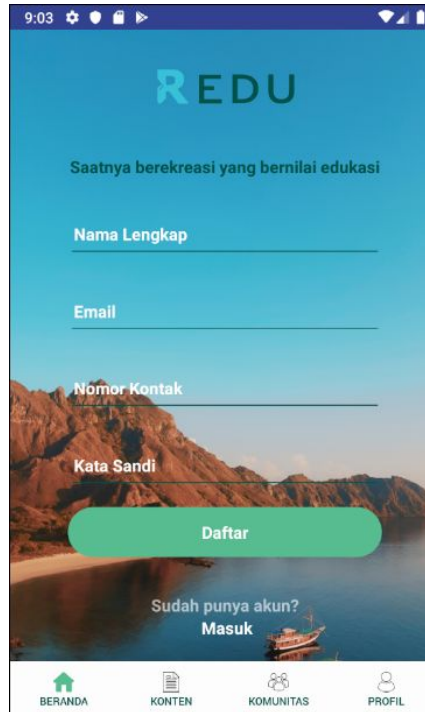 9:03
REDU
Saatnya berekreasi yang bernilai edukasi
Nama Lengkap
Email
Nomor Kontak
Kata Sandi
Daftar
Sudah punya akun?
Masuk
BERANDA KONTEN KOMUNITAS PROFIL